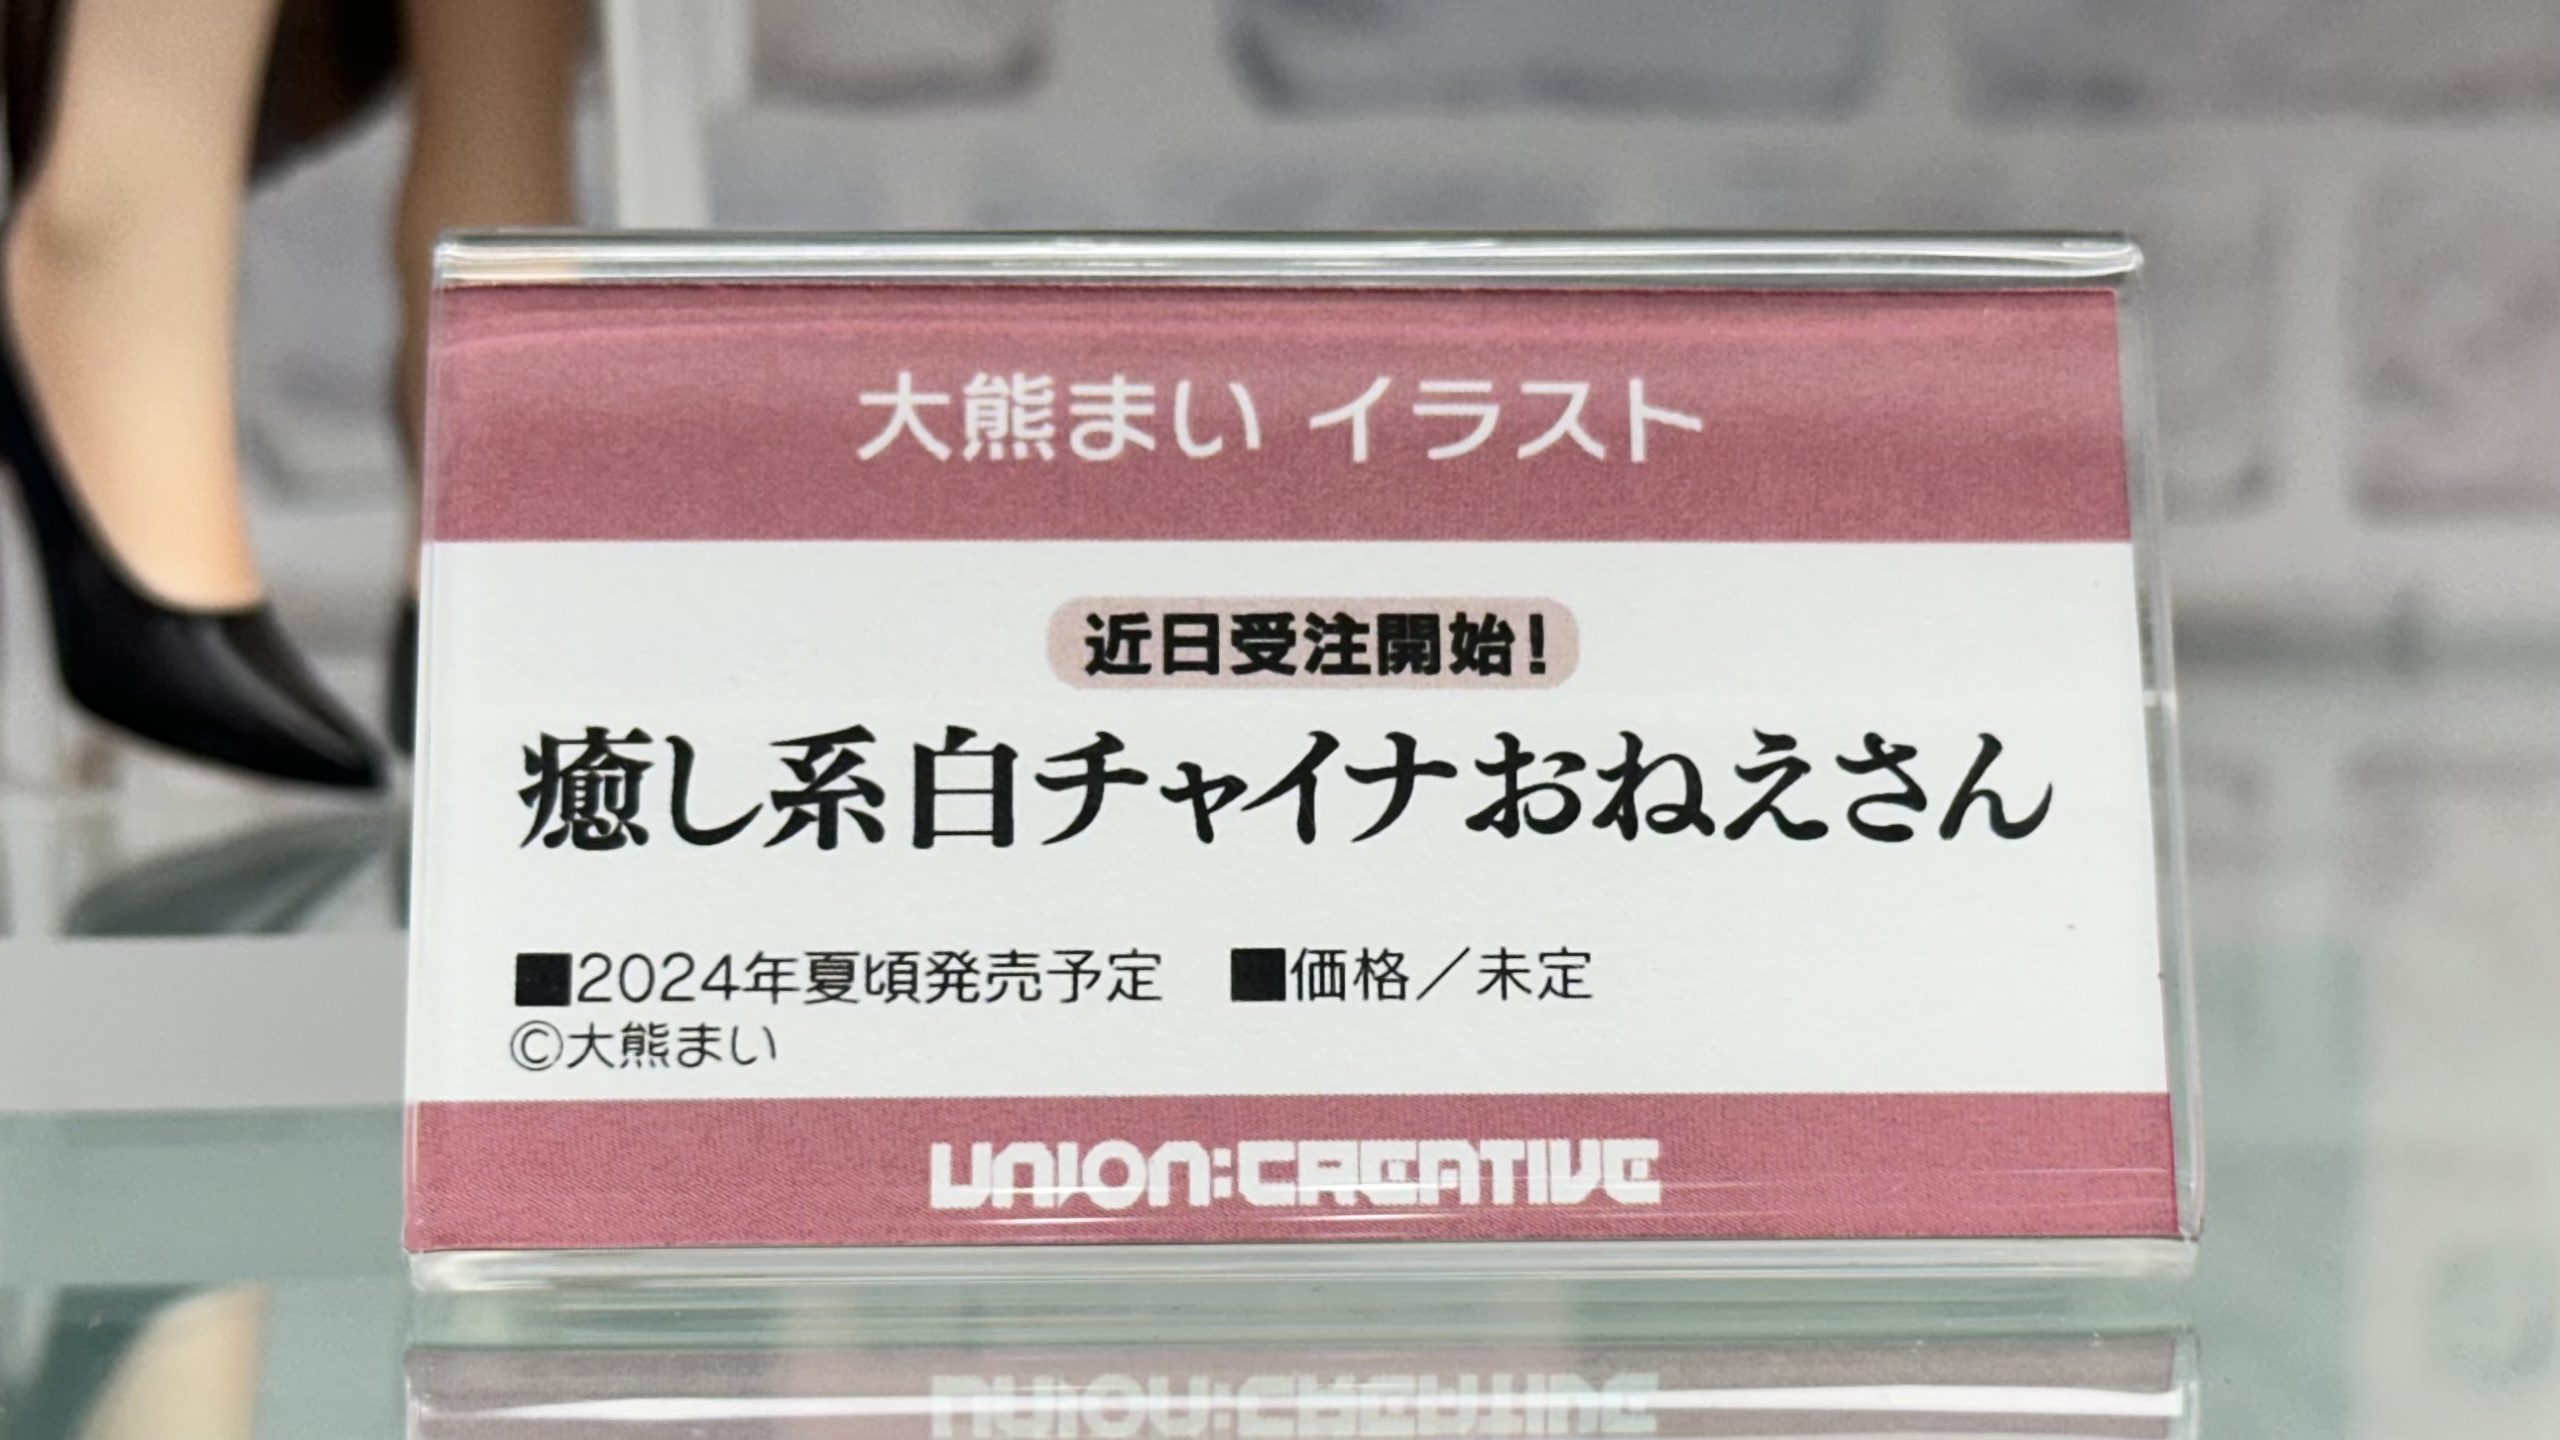 大熊まい イラスト
近日受注開始!
癒し系白チャイナおねえさん
■2024年夏頃発売予定　■価格／未定
©大熊まい
UNION:CREATIVE